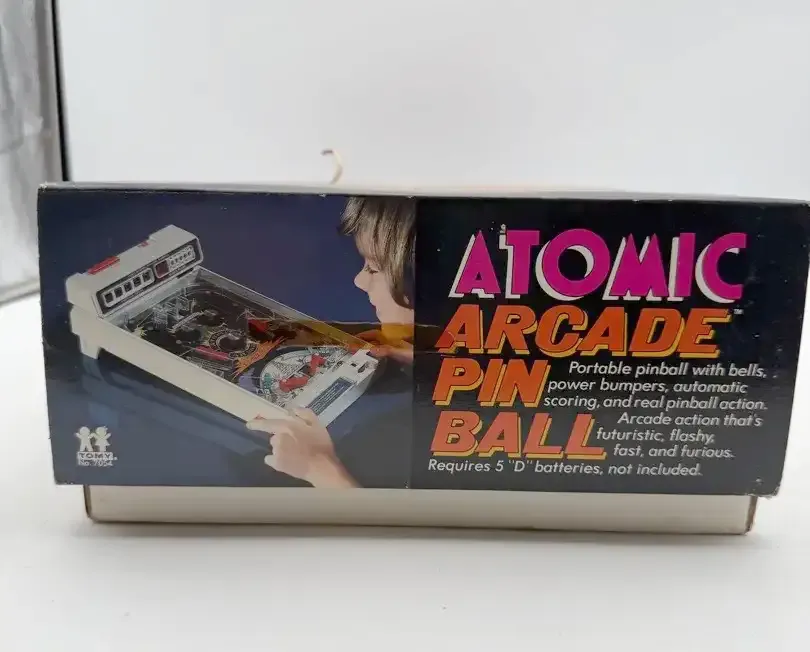 ATOMIC™
ARCADE
PIN
BALL
Portable pinball with bells,
power bumpers, automatic
scoring, and real pinball action.
Arcade action that's
futuristic, flashy,
fast, and furious.
Requires 5 "D" batteries, not included.
TOMY®
No. 7054